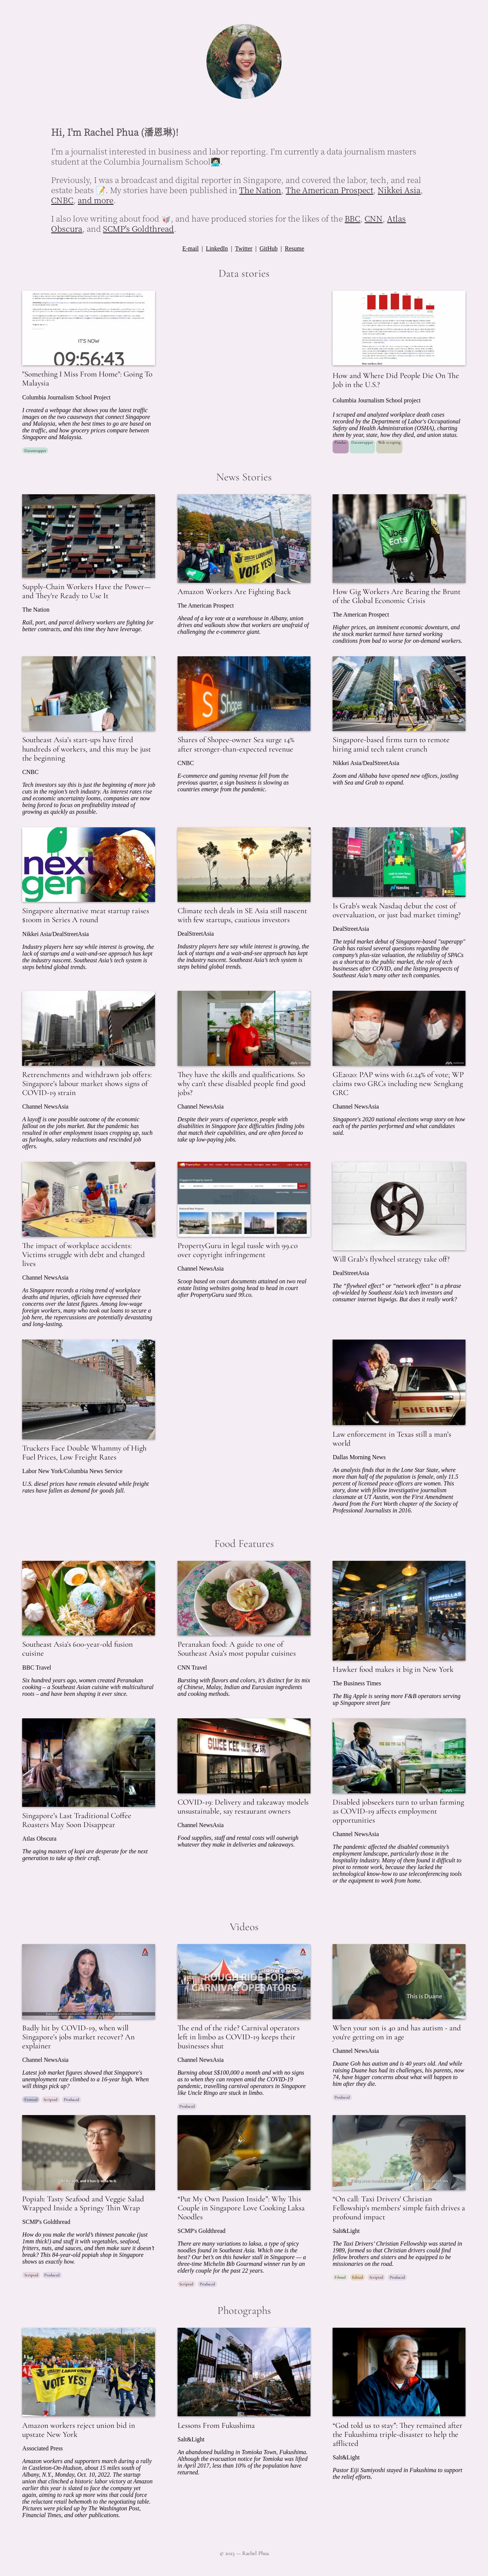 Hi, I'm Rachel Phua (潘恩琳)!
I'm a journalist interested in business and labor reporting. I'm currently a data journalism masters
student at the Columbia Journalism School👩🏻‍💻
Previously, I was a broadcast and digital reporter in Singapore, and covered the labor, tech, and real
estate beats 📝. My stories have been published in The Nation, The American Prospect, Nikkei Asia,
CNBC, and more.
I also love writing about food 🥡, and have produced stories for the likes of the BBC, CNN, Atlas
Obscura, and SCMP's Goldthread.
E-mail | LinkedIn | Twitter | GitHub | Resume
Data stories
IT'S NOW
09:56:43
"Something I Miss From Home": Going To
Malaysia
Columbia Journalism School Project
I created a webpage that shows you the latest traffic
images on the two causeways between Singapore
and Malaysia, when the best times to go are based on
the traffic, and how grocery prices compare between
Singapore and Malaysia.
Datawrapper
How and Where Did People Die On The
Job in the U.S.?
Columbia Journalism School project
I scraped and analyzed workplace death cases
recorded by the Department of Labor's Occupational
Safety and Health Administration (OSHA), charting
them by year, state, how they died, and union status.
Pandas Datawrapper Web scraping
News Stories
Supply-Chain Workers Have the Power—
and They're Ready to Use It
The Nation
Rail, port, and parcel delivery workers are fighting for
better contracts, and this time they have leverage.
VOTE YES!
Amazon Workers Are Fighting Back
The American Prospect
Ahead of a key vote at a warehouse in Albany, union
drives and walkouts show that workers are unafraid of
challenging the e-commerce giant.
Uber
Eats
How Gig Workers Are Bearing the Brunt
of the Global Economic Crisis
The American Prospect
Higher prices, an imminent economic downturn, and
the stock market turmoil have turned working
conditions from bad to worse for on-demand workers.
Southeast Asia's start-ups have fired
hundreds of workers, and this may be just
the beginning
CNBC
Tech investors say this is just the beginning of more job
cuts in the region's tech industry. As interest rates rise
and economic uncertainty looms, companies are now
being forced to focus on profitability instead of
growing as quickly as possible.
Shopee
Shares of Shopee-owner Sea surge 14%
after stronger-than-expected revenue
CNBC
E-commerce and gaming revenue fell from the
previous quarter, a sign business is slowing as
countries emerge from the pandemic.
Singapore-based firms turn to remote
hiring amid tech talent crunch
Nikkei Asia/DealStreetAsia
Zoom and Alibaba have opened new offices, jostling
with Sea and Grab to expand.
next
gen
Singapore alternative meat startup raises
$100m in Series A round
Nikkei Asia/DealStreetAsia
Industry players say while interest is growing, the
lack of startups and a wait-and-see approach has kept
the industry nascent. Southeast Asia's tech system is
steps behind global trends.
Climate tech deals in SE Asia still nascent
with few startups, cautious investors
DealStreetAsia
Industry players say while interest is growing, the
lack of startups and a wait-and-see approach has kept
the industry nascent. Southeast Asia's tech system is
steps behind global trends.
Nasdaq
Is Grab's weak Nasdaq debut the cost of
overvaluation, or just bad market timing?
DealStreetAsia
The tepid market debut of Singapore-based "superapp"
Grab has raised several questions regarding the
company's plus-size valuation, the reliability of SPACs
as a shortcut to the public market, the role of tech
businesses after COVID, and the listing prospects of
Southeast Asia's many other tech companies.
Retrenchments and withdrawn job offers:
Singapore's labour market shows signs of
COVID-19 strain
Channel NewsAsia
A layoff is one possible outcome of the economic
fallout on the jobs market. But the pandemic has
resulted in other employment issues cropping up, such
as furloughs, salary reductions and rescinded job
offers.
They have the skills and qualifications. So
why can't these disabled people find good
jobs?
Channel NewsAsia
Despite their years of experience, people with
disabilities in Singapore face difficulties finding jobs
that match their capabilities, and are often forced to
take up low-paying jobs.
GE2020: PAP wins with 61.24% of vote; WP
claims two GRCs including new Sengkang
GRC
Channel NewsAsia
Singapore's 2020 national elections wrap story on how
each of the parties performed and what candidates
said.
The impact of workplace accidents:
Victims struggle with debt and changed
lives
Channel NewsAsia
As Singapore records a rising trend of workplace
deaths and injuries, officials have expressed their
concerns over the latest figures. Among low-wage
foreign workers, many who took out loans to secure a
job here, the repercussions are potentially devastating
and long-lasting.
PropertyGuru in legal tussle with 99.co
over copyright infringement
Channel NewsAsia
Scoop based on court documents attained on two real
estate listing websites going head to head in court
after PropertyGuru sued 99.co.
Will Grab's flywheel strategy take off?
DealStreetAsia
The "flywheel effect" or "network effect" is a phrase
oft-wielded by Southeast Asia's tech investors and
consumer internet bigwigs. But does it really work?
Truckers Face Double Whammy of High
Fuel Prices, Low Freight Rates
Labor New York/Columbia News Service
U.S. diesel prices have remain elevated while freight
rates have fallen as demand for goods fall.
SHERIFF
Law enforcement in Texas still a man's
world
Dallas Morning News
An analysis finds that in the Lone Star State, where
more than half of the population is female, only 11.5
percent of licensed peace officers are women. This
story, done with fellow investigative journalism
classmate at UT Austin, won the First Amendment
Award from the Fort Worth chapter of the Society of
Professional Journalists in 2016.
Food Features
Southeast Asia's 600-year-old fusion
cuisine
BBC Travel
Six hundred years ago, women created Peranakan
cooking – a Southeast Asian cuisine with multicultural
roots – and have been shaping it ever since.
Peranakan food: A guide to one of
Southeast Asia's most popular cuisines
CNN Travel
Bursting with flavors and colors, it's distinct for its mix
of Chinese, Malay, Indian and Eurasian ingredients
and cooking methods.
Hawker food makes it big in New York
The Business Times
The Big Apple is seeing more F&B operators serving
up Singapore street fare
Singapore's Last Traditional Coffee
Roasters May Soon Disappear
Atlas Obscura
The aging masters of kopi are desperate for the next
generation to take up their craft.
GWEE KEE 記鴻
COVID-19: Delivery and takeaway models
unsustainable, say restaurant owners
Channel NewsAsia
Food supplies, staff and rental costs will outweigh
whatever they make in deliveries and takeaways.
Disabled jobseekers turn to urban farming
as COVID-19 affects employment
opportunities
Channel NewsAsia
The pandemic affected the disabled community's
employment landscape, particularly those in the
hospitality industry. Many of them found it difficult to
pivot to remote work, because they lacked the
technological know-how to use teleconferencing tools
or the equipment to work from home.
Videos
Badly hit by COVID-19, when will
Singapore's jobs market recover? An
explainer
Channel NewsAsia
Latest job market figures showed that Singapore's
unemployment rate climbed to a 16-year high. When
will things pick up?
Scripted Produced
ROUGH RIDE FOR
CARNIVAL OPERATORS
The end of the ride? Carnival operators
left in limbo as COVID-19 keeps their
businesses shut
Channel NewsAsia
Burning about S$100,000 a month and with no signs
as to when they can reopen amid the COVID-19
pandemic, travelling carnival operators in Singapore
like Uncle Ringo are stuck in limbo.
Produced
This is Duane
When your son is 40 and has autism - and
you're getting on in age
Channel NewsAsia
Duane Goh has autism and is 40 years old. And while
raising Duane has had its challenges, his parents, now
74, have bigger concerns about what will happen to
him after they die.
Produced
Popiah: Tasty Seafood and Veggie Salad
Wrapped Inside a Springy Thin Wrap
SCMP's Goldthread
How do you make the world's thinnest pancake (just
1mm thick!) and stuff it with vegetables, seafood,
fritters, nuts, and sauces, and then make sure it doesn't
break? This 84-year-old popiah shop in Singapore
shows us exactly how.
Scripted Produced
"Put My Own Passion Inside": Why This
Couple in Singapore Love Cooking Laksa
Noodles
SCMP's Goldthread
There are many variations to laksa, a type of spicy
noodles found in Southeast Asia. Which one is the
best? Our bet's on this hawker stall in Singapore — a
three-time Michelin Bib Gourmand winner run by an
elderly couple for the past 22 years.
Scripted Produced
"On call: Taxi Drivers' Christian
Fellowship's members' simple faith drives a
profound impact
Salt&Light
The Taxi Drivers' Christian Fellowship was started in
1989, formed so that Christian drivers could find
fellow brothers and sisters and be equipped to be
missionaries on the road.
Filmed Edited Scripted Produced
Photographs
VOTE YES!
Amazon workers reject union bid in
upstate New York
Associated Press
Amazon workers and supporters march during a rally
in Castleton-On-Hudson, about 15 miles south of
Albany, N.Y., Monday, Oct. 10, 2022. The startup
union that clinched a historic labor victory at Amazon
earlier this year is slated to face the company yet
again, aiming to rack up more wins that could force
the reluctant retail behemoth to the negotiating table.
Pictures were picked up by The Washington Post,
Financial Times, and other publications.
Lessons From Fukushima
Salt&Light
An abandoned building in Tomioka Town, Fukushima.
Although the evacuation notice for Tomioka was lifted
in April 2017, less than 10% of the population have
returned.
"God told us to stay": They remained after
the Fukushima triple-disaster to help the
afflicted
Salt&Light
Pastor Eiji Sumiyoshi stayed in Fukushima to support
the relief efforts.
© 2023 — Rachel Phua